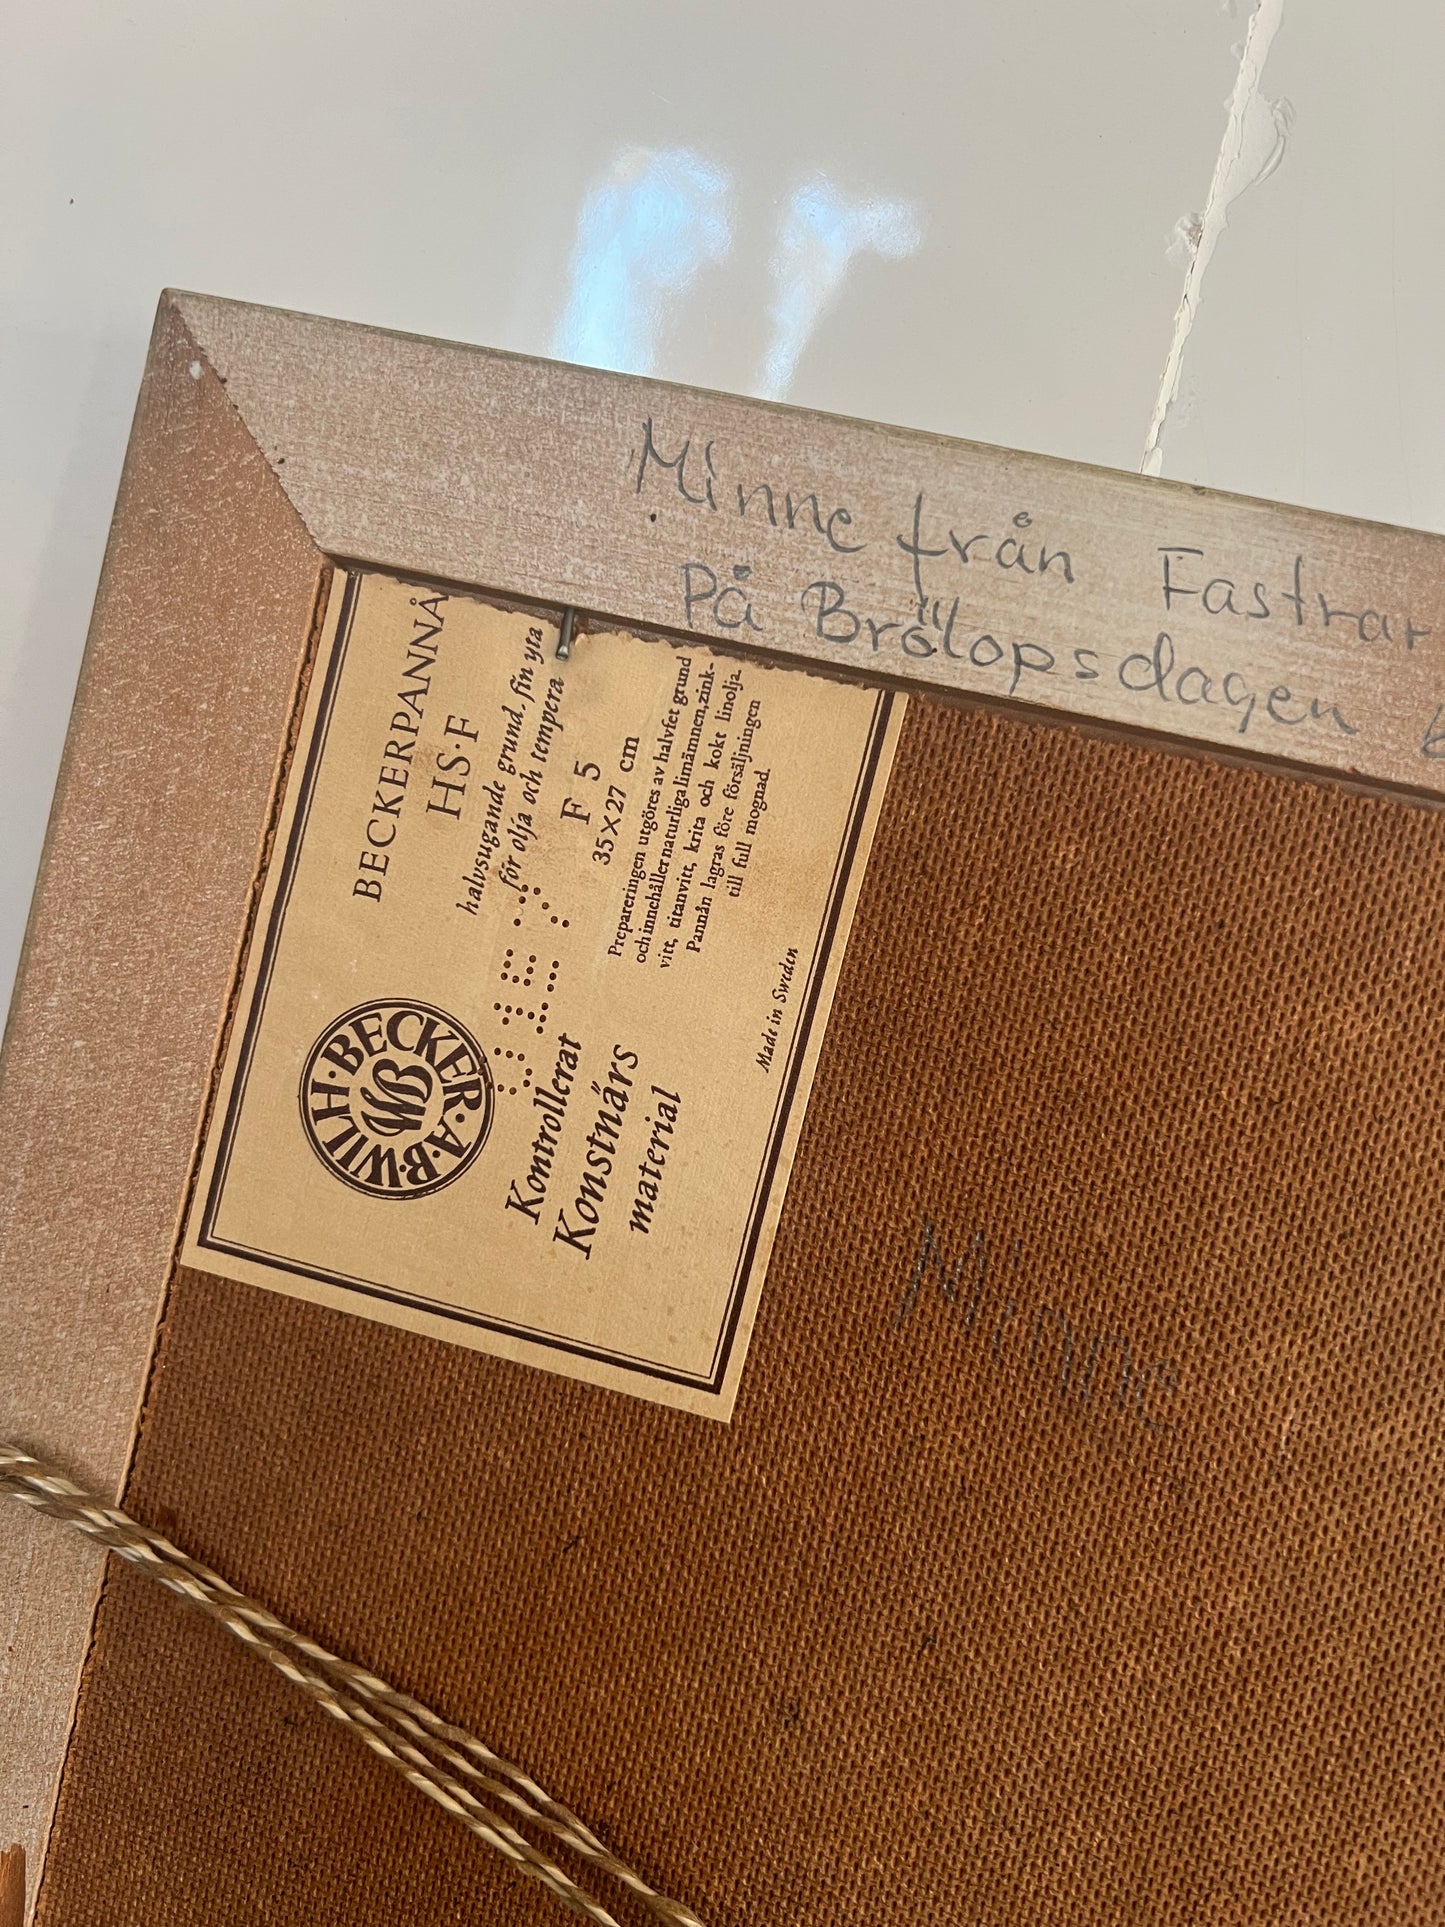 Minne från Fastrar
På Brölopsdagen
BECKERPANNÅ
HS·F
halvsugande grund - fin yta
för olja och tempera
F 5
35×27 cm
Prepareringen utgöres av halvfet grund
och innehåller naturliga limämnen, zink-
vitt, titanvitt, krita och kokt linolja.
Pannån lagras före försäljningen
till full mognad.
A·B·WILH·BECKER·
WB
Kontrollerat
Konstnärs
material
Made in Sweden
Minne